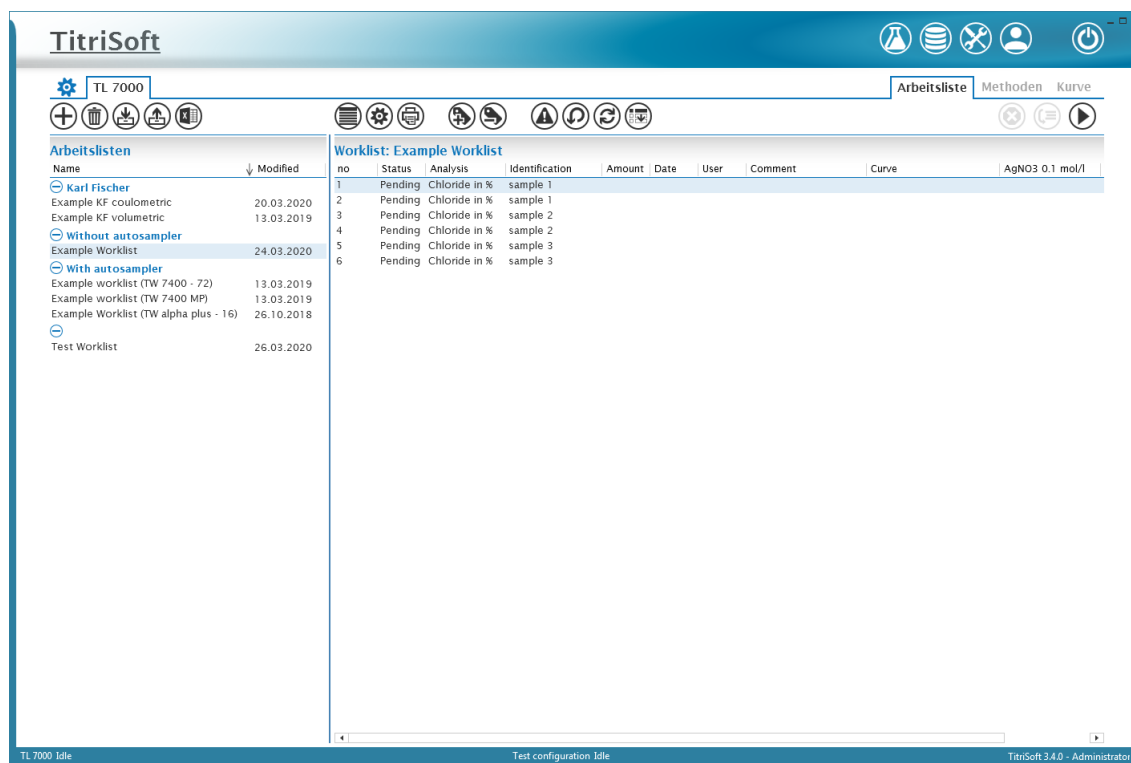 TitriSoft
TL 7000
Arbeitsliste Methoden Kurve
Arbeitslisten
Name Modified
Karl Fischer
Example KF coulometric 20.03.2020
Example KF volumetric 13.03.2019
Without autosampler
Example Worklist 24.03.2020
With autosampler
Example worklist (TW 7400 - 72) 13.03.2019
Example worklist (TW 7400 MP) 13.03.2019
Example Worklist (TW alpha plus - 16) 26.10.2018
Test Worklist 26.03.2020
Worklist: Example Worklist
no Status Analysis Identification Amount Date User Comment Curve AgNO3 0.1 mol/l
1 Pending Chloride in % sample 1
2 Pending Chloride in % sample 1
3 Pending Chloride in % sample 2
4 Pending Chloride in % sample 2
5 Pending Chloride in % sample 3
6 Pending Chloride in % sample 3
TL 7000 Idle Test configuration Idle TitriSoft 3.4.0 - Administrator